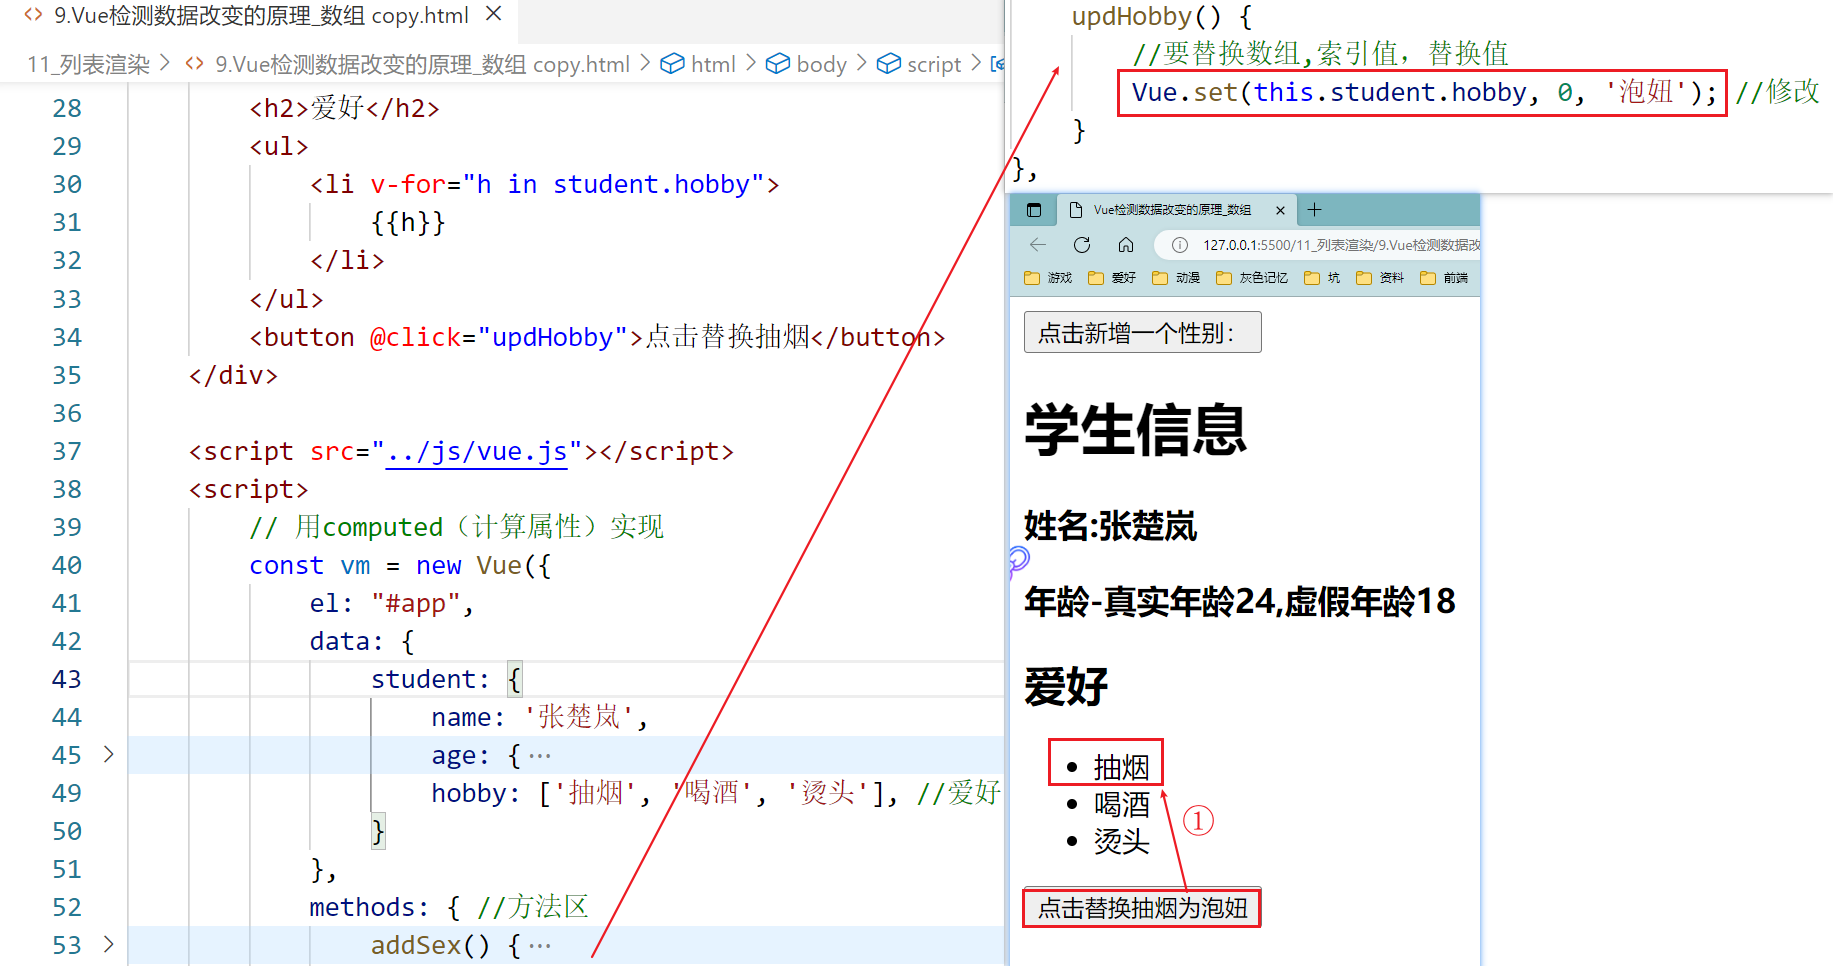 9.Vue检测数据改变的原理_数组 copy.html
11_列表渲染 > 9.Vue检测数据改变的原理_数组 copy.html > html > body > script >
28 <h2>爱好</h2>
29 <ul>
30 <li v-for="h in student.hobby">
31 {{h}}
32 </li>
33 </ul>
34 <button @click="updHobby">点击替换抽烟</button>
35 </div>
36
37 <script src="../js/vue.js"></script>
38 <script>
39 // 用computed（计算属性）实现
40 const vm = new Vue({
41 el: "#app",
42 data: {
43 student: {
44 name: '张楚岚',
45 age: {…
49 hobby: ['抽烟', '喝酒', '烫头'], //爱好
50 }
51 },
52 methods: { //方法区
53 addSex() {…
updHobby() {
//要替换数组,索引值，替换值
Vue.set(this.student.hobby, 0, '泡妞'); //修改
}
},
Vue检测数据改变的原理_数组
127.0.0.1:5500/11_列表渲染/9.Vue检测数据改
游戏 爱好 动漫 灰色记忆 坑 资料 前端
点击新增一个性别：
学生信息
姓名:张楚岚
年龄-真实年龄24,虚假年龄18
爱好
抽烟
喝酒
①
烫头
点击替换抽烟为泡妞